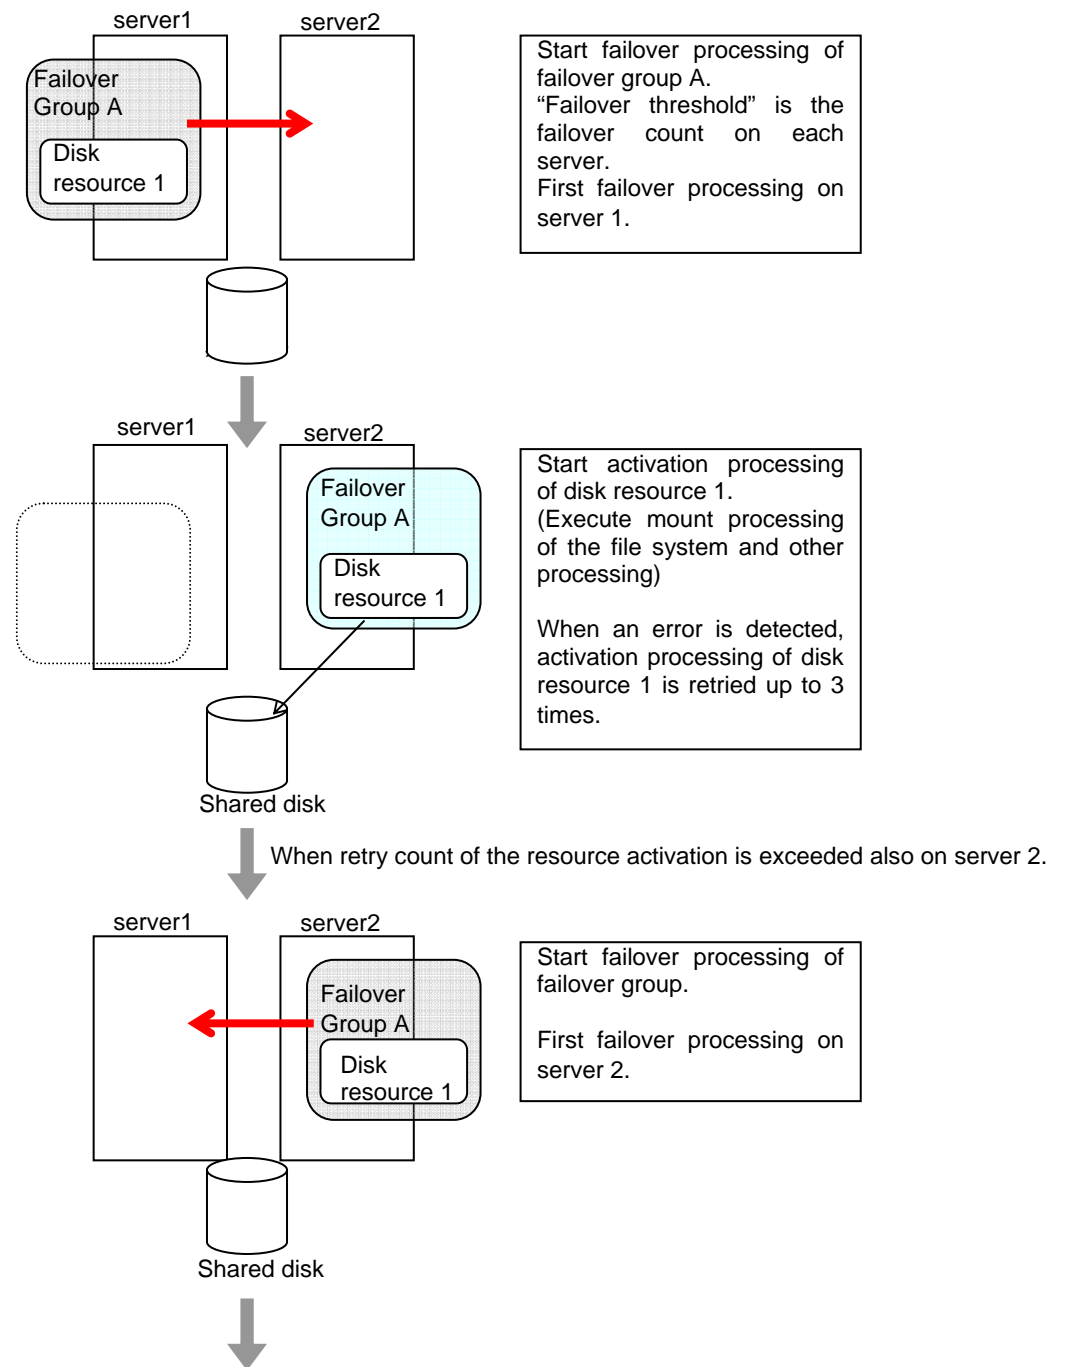 server1
server2
Failover
Group A
Disk
resource 1
Start failover processing of
failover group A.
“Failover threshold” is the
failover count on each
server.
First failover processing on
server 1.
server1
server2
Failover
Group A
Disk
resource 1
Start activation processing
of disk resource 1.
(Execute mount processing
of the file system and other
processing)
When an error is detected,
activation processing of disk
resource 1 is retried up to 3
times.
Shared disk
When retry count of the resource activation is exceeded also on server 2.
server1
server2
Failover
Group A
Disk
resource 1
Start failover processing of
failover group.
First failover processing on
server 2.
Shared disk